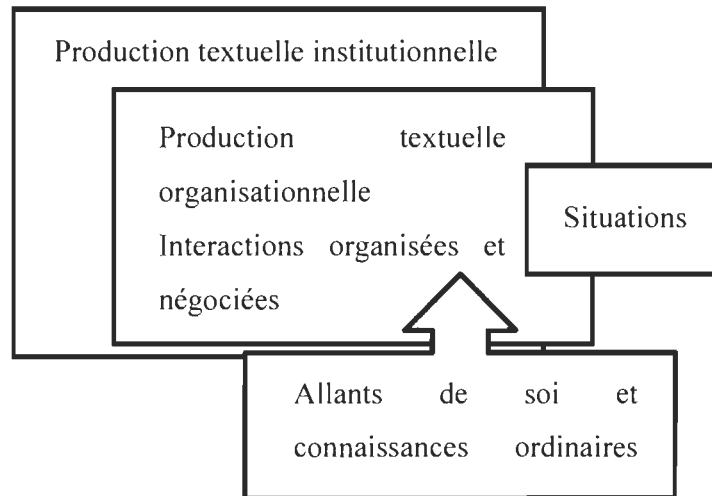 Production textuelle institutionnelle
Production textuelle
organisationnelle
Interactions organisées et
négociées
Situations
Allants de soi et
connaissances ordinaires